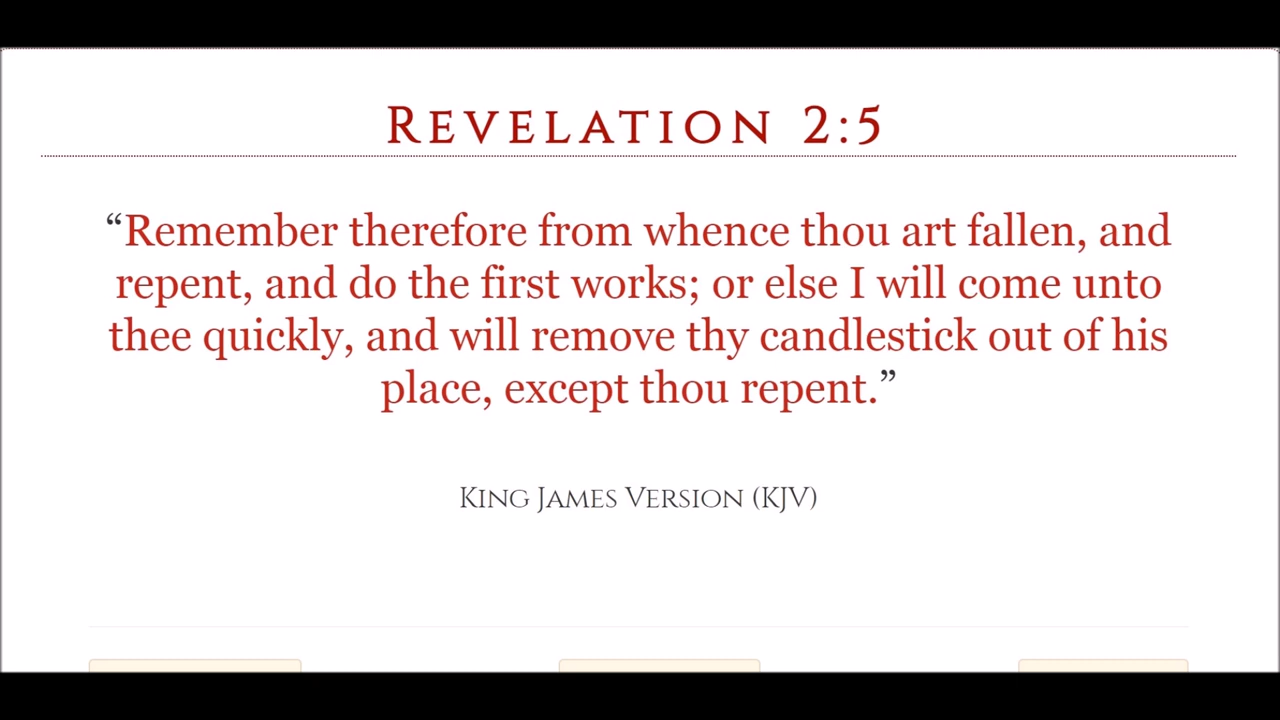 Revelation 2:5
“Remember therefore from whence thou art fallen, and
repent, and do the first works; or else I will come unto
thee quickly, and will remove thy candlestick out of his
place, except thou repent.”
King James Version (KJV)